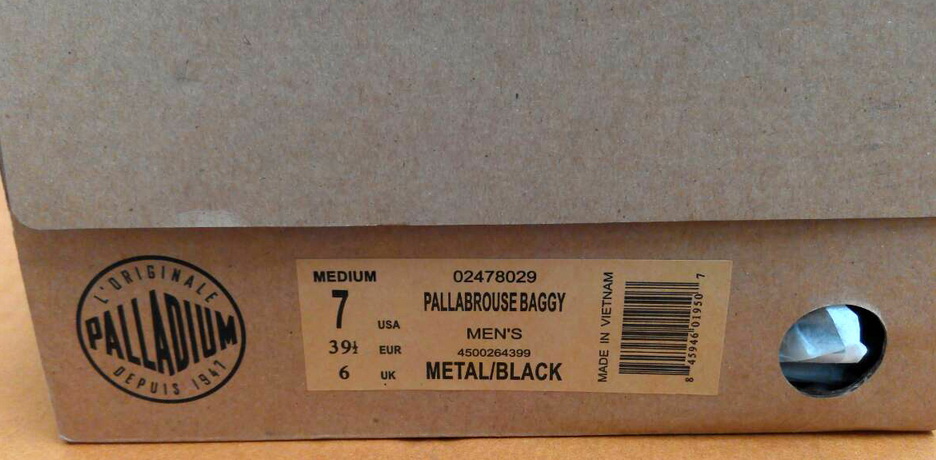 L'ORIGINALE
PALLADIUM
DEPUIS 1947
MEDIUM
7 USA
39½ EUR
6 UK
02478029
PALLABROUSE BAGGY
MEN'S
4500264399
METAL/BLACK
MADE IN VIETNAM
8 45946 01950 7